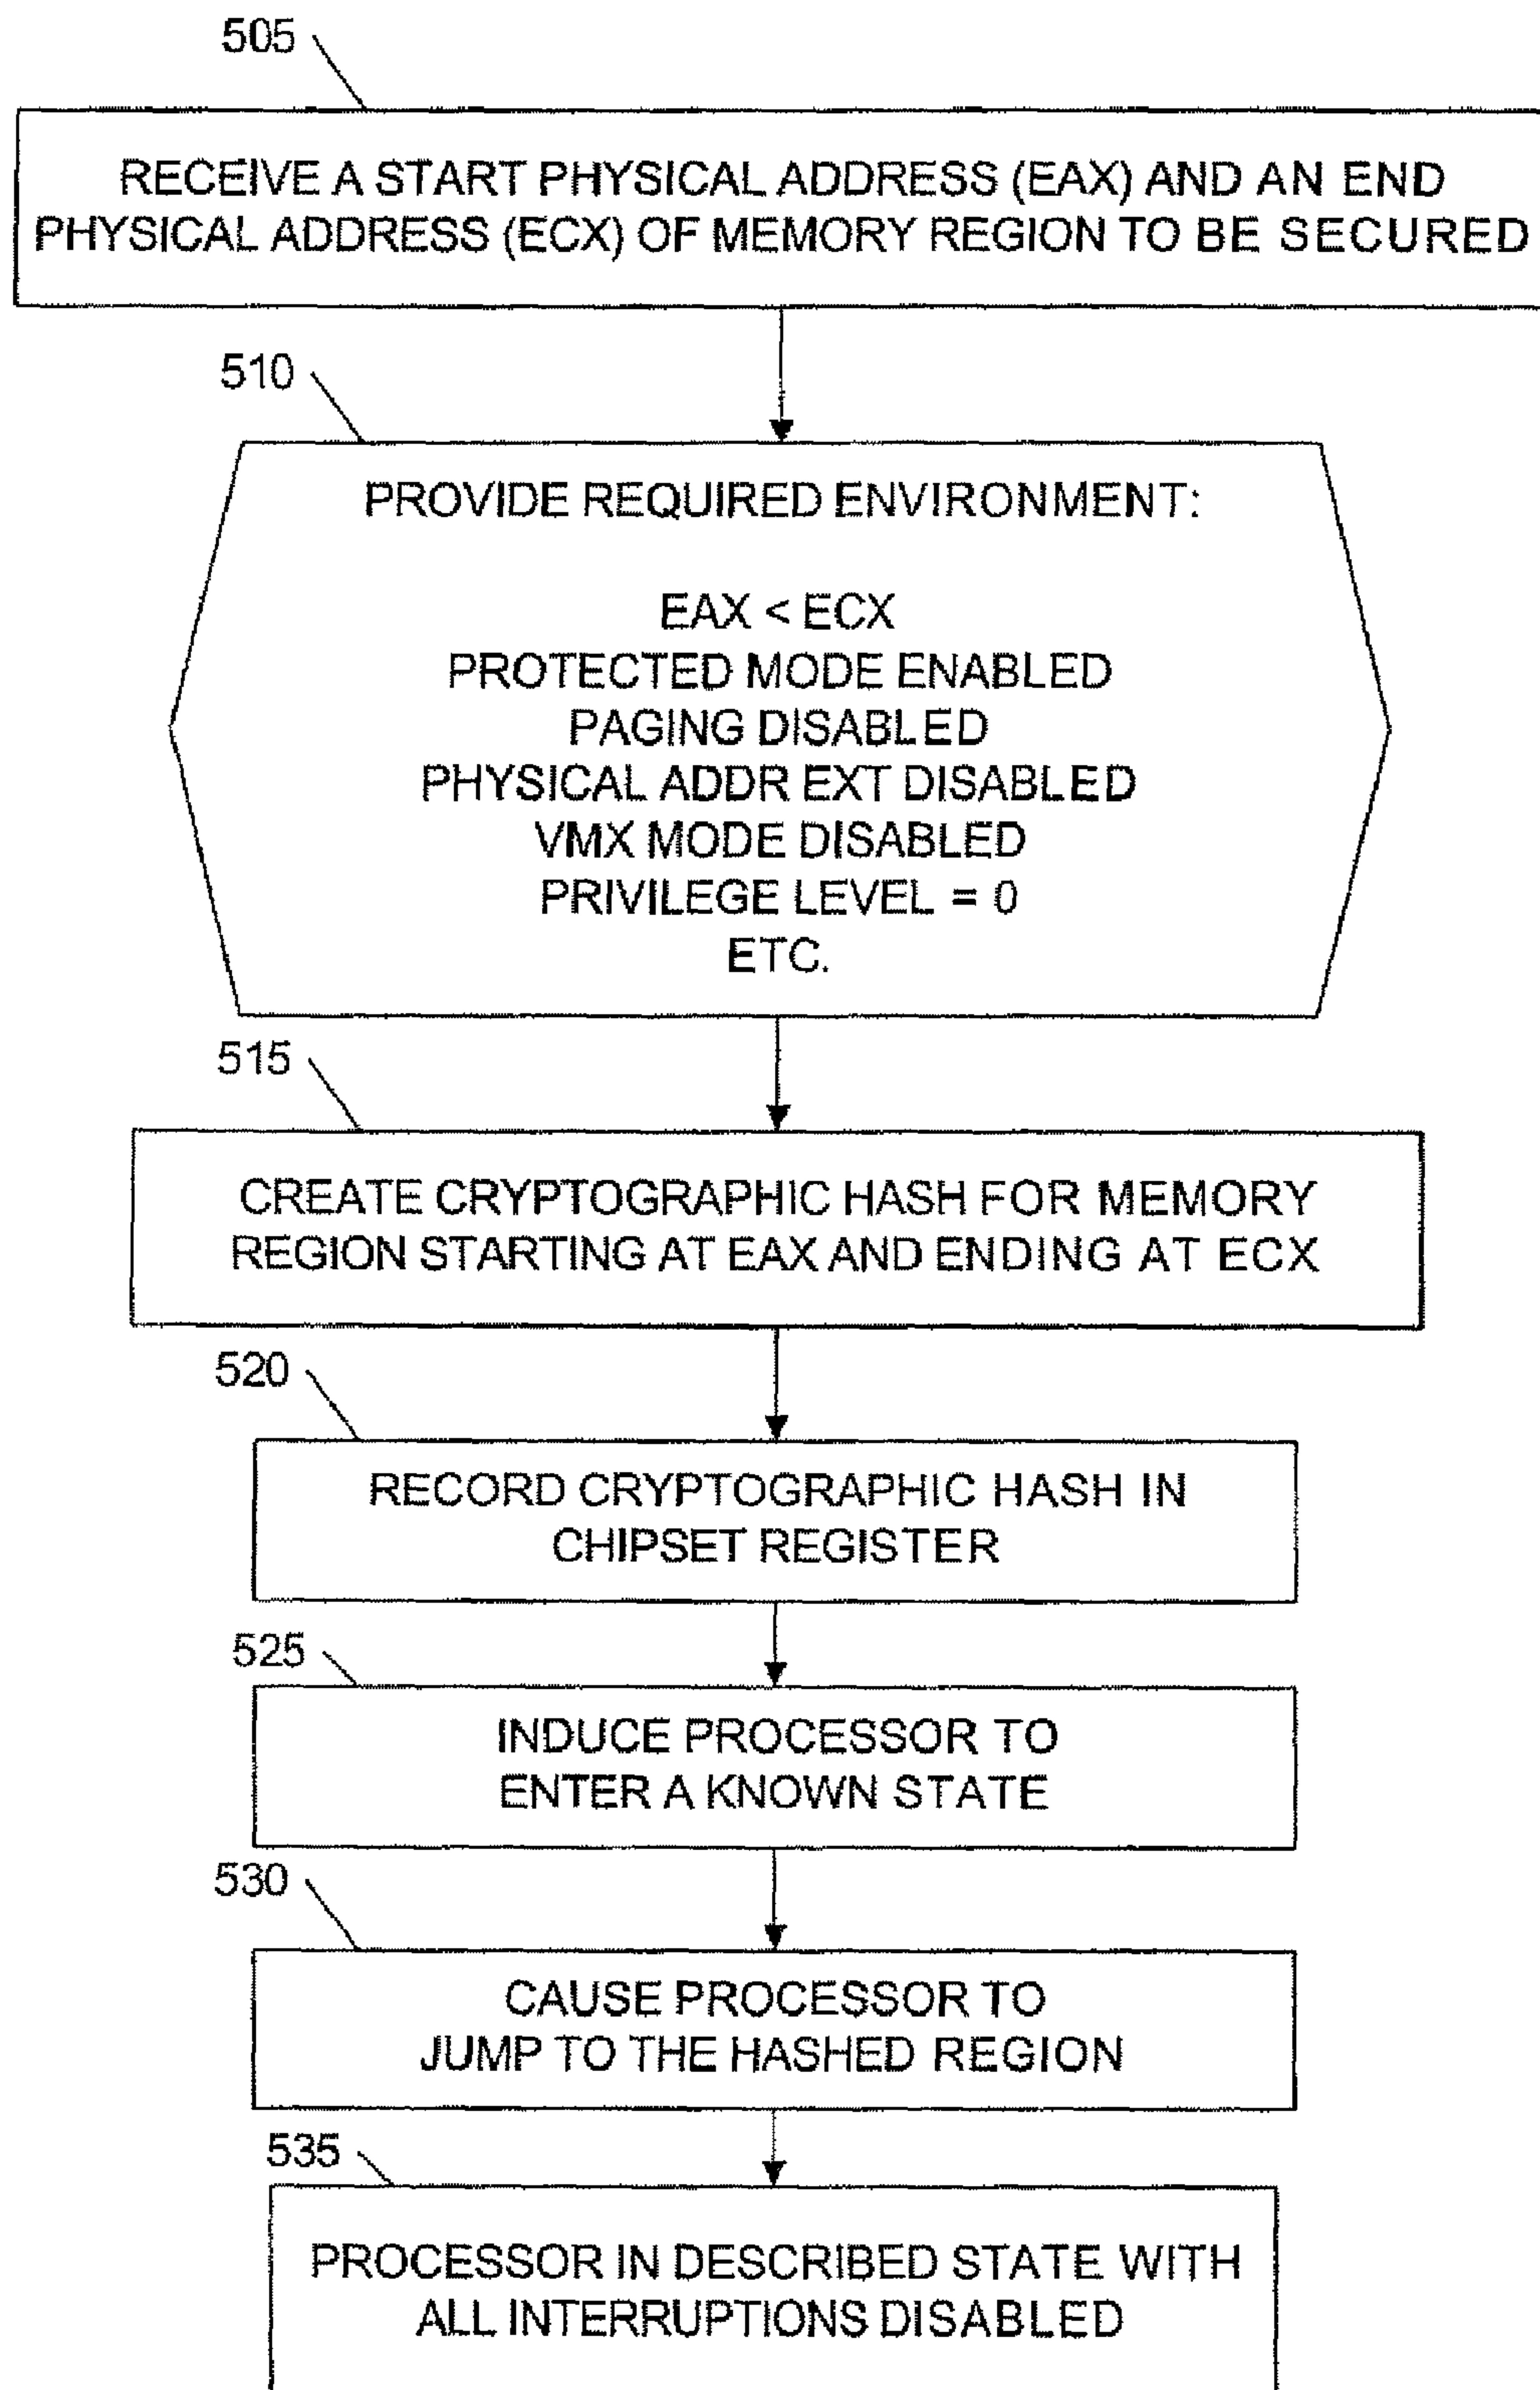 505
RECEIVE A START PHYSICAL ADDRESS (EAX) AND AN END
PHYSICAL ADDRESS (ECX) OF MEMORY REGION TO BE SECURED
510
PROVIDE REQUIRED ENVIRONMENT:
EAX < ECX
PROTECTED MODE ENABLED
PAGING DISABLED
PHYSICAL ADDR EXT DISABLED
VMX MODE DISABLED
PRIVILEGE LEVEL = 0
ETC.
515
CREATE CRYPTOGRAPHIC HASH FOR MEMORY
REGION STARTING AT EAX AND ENDING AT ECX
520
RECORD CRYPTOGRAPHIC HASH IN
CHIPSET REGISTER
525
INDUCE PROCESSOR TO
ENTER A KNOWN STATE
530
CAUSE PROCESSOR TO
JUMP TO THE HASHED REGION
535
PROCESSOR IN DESCRIBED STATE WITH
ALL INTERRUPTIONS DISABLED